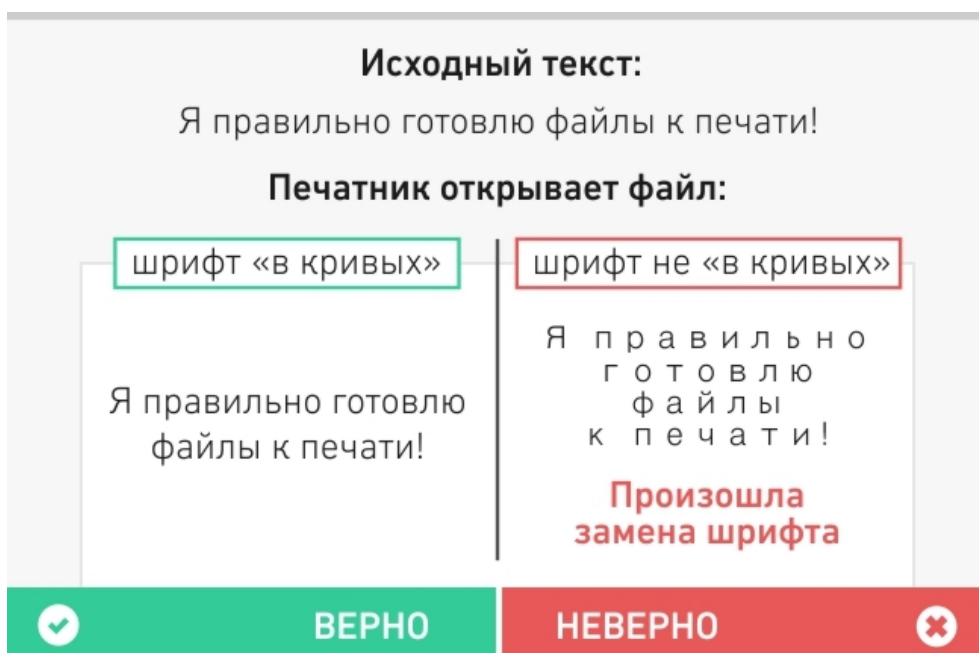 Исходный текст:
Я правильно готовлю файлы к печати!
Печатник открывает файл:
шрифт «в кривых»
Я правильно готовлю
файлы к печати!
шрифт не «в кривых»
Я правильно
готовлю
файлы
к печати!
Произошла
замена шрифта
ВЕРНО
НЕВЕРНО